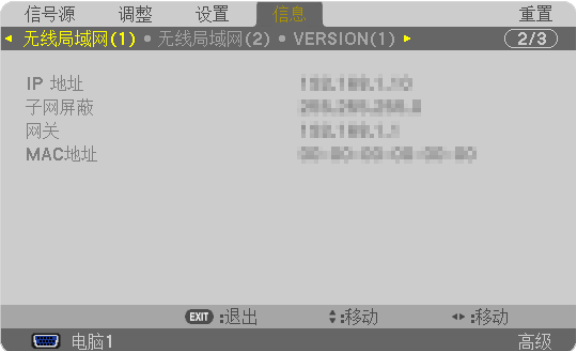 信号源 调整 设置 信息 重置
无线局域网(1) 无线局域网(2) VERSION(1) 2/3
IP 地址
子网屏蔽
网关
MAC地址
EXIT :退出 :移动 :移动
电脑1 高级